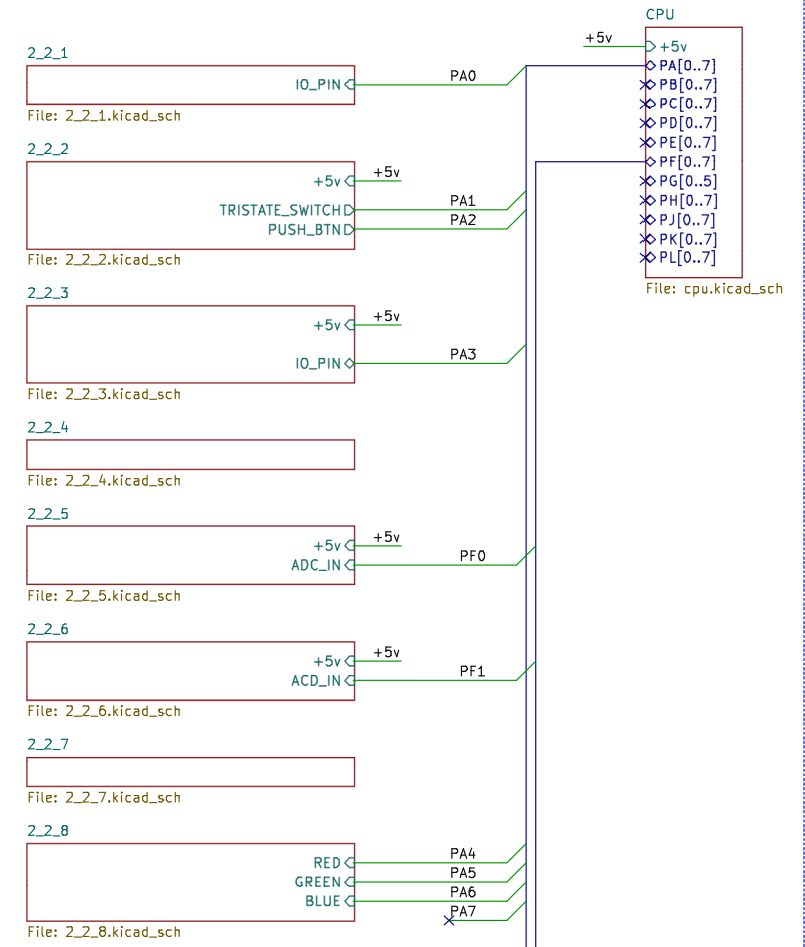 CPU
+5v
+5v
PA[0..7]
PB[0..7]
PC[0..7]
PD[0..7]
PE[0..7]
PF[0..7]
PG[0..5]
PH[0..7]
PJ[0..7]
PK[0..7]
PL[0..7]
File: cpu.kicad_sch
2_2_1
IO_PIN
PA0
File: 2_2_1.kicad_sch
2_2_2
+5v
+5v
TRISTATE_SWITCH
PA1
PUSH_BTN
PA2
File: 2_2_2.kicad_sch
2_2_3
+5v
+5v
IO_PIN
PA3
File: 2_2_3.kicad_sch
2_2_4
File: 2_2_4.kicad_sch
2_2_5
+5v
+5v
ADC_IN
PF0
File: 2_2_5.kicad_sch
2_2_6
+5v
+5v
ACD_IN
PF1
File: 2_2_6.kicad_sch
2_2_7
File: 2_2_7.kicad_sch
2_2_8
RED
PA4
GREEN
PA5
BLUE
PA6
PA7
File: 2_2_8.kicad_sch